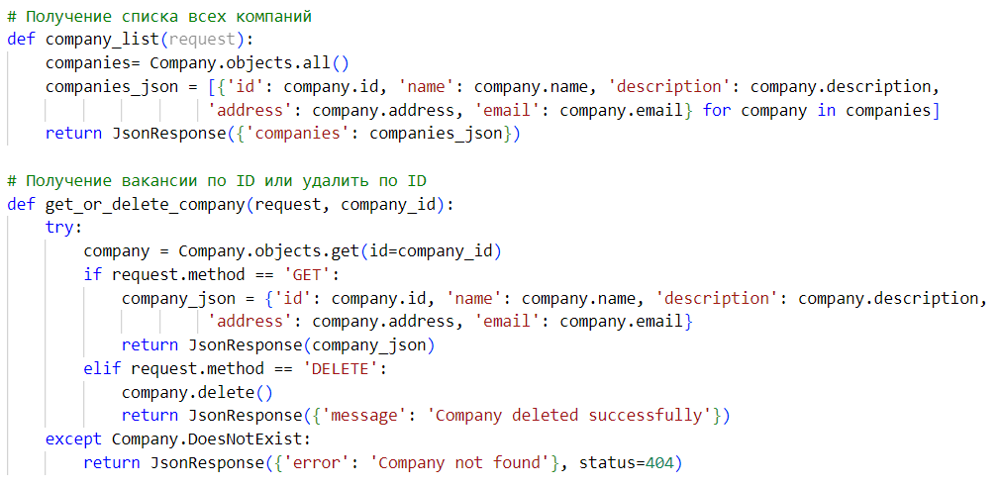 # Получение списка всех компаний
def company_list(request):
    companies= Company.objects.all()
    companies_json = [{'id': company.id, 'name': company.name, 'description': company.description,
                     'address': company.address, 'email': company.email} for company in companies]
    return JsonResponse({'companies': companies_json})

# Получение вакансии по ID или удалить по ID
def get_or_delete_company(request, company_id):
    try:
        company = Company.objects.get(id=company_id)
        if request.method == 'GET':
            company_json = {'id': company.id, 'name': company.name, 'description': company.description,
                     'address': company.address, 'email': company.email}
            return JsonResponse(company_json)
        elif request.method == 'DELETE':
            company.delete()
            return JsonResponse({'message': 'Company deleted successfully'})
    except Company.DoesNotExist:
        return JsonResponse({'error': 'Company not found'}, status=404)